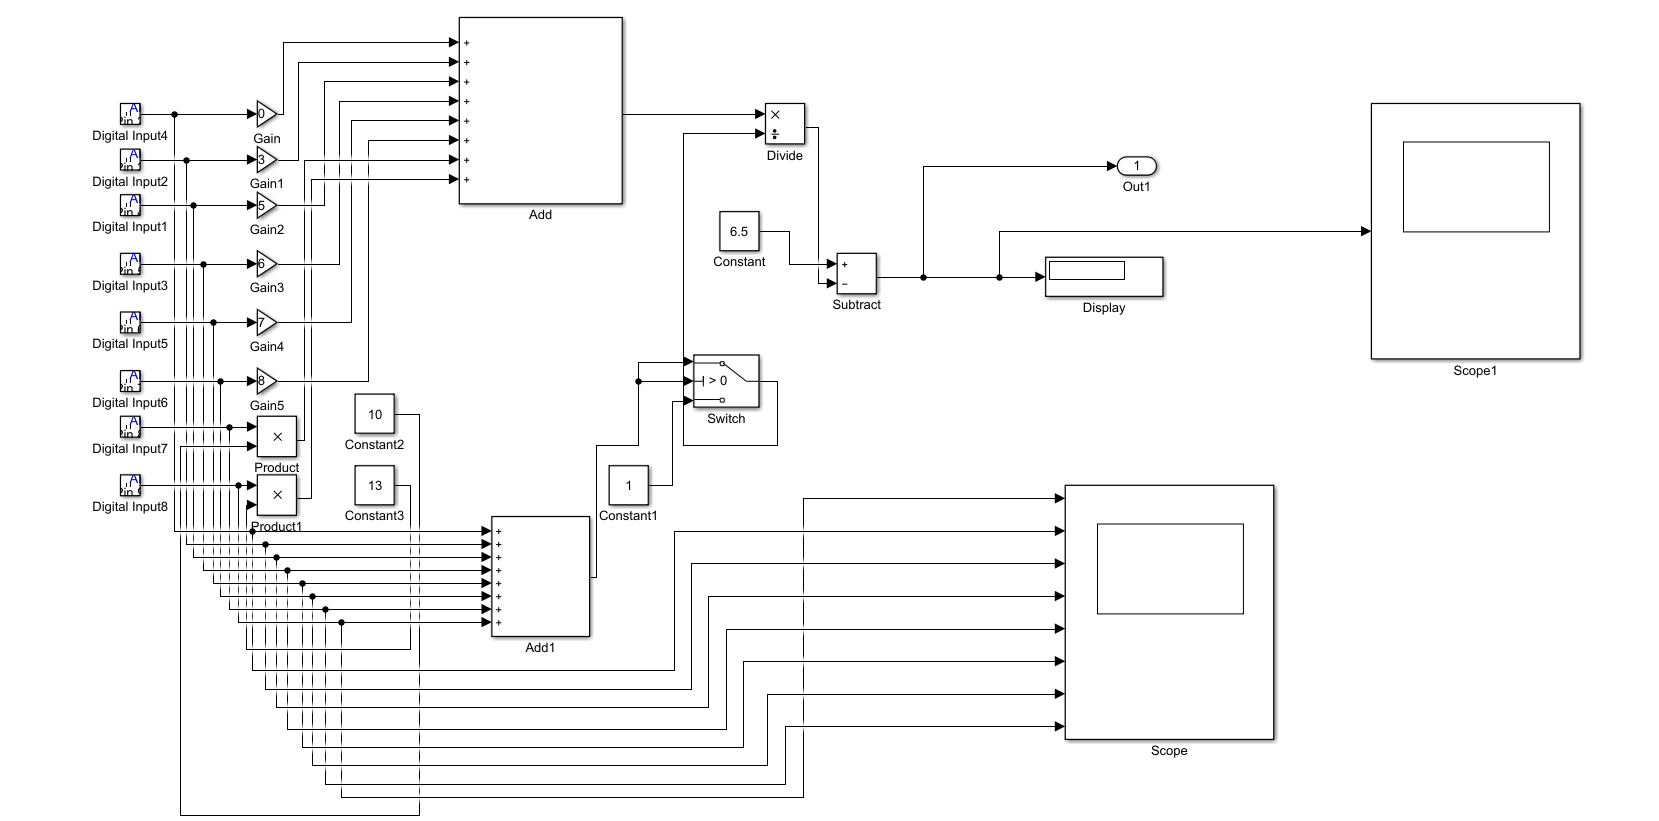 +
+
+
+
+
+
+
+
Add
A
Digital Input4
0
Gain
A
Digital Input2
3
Gain1
A
Digital Input1
5
Gain2
A
Digital Input3
6
Gain3
A
Digital Input5
7
Gain4
A
Digital Input6
8
Gain5
A
Digital Input7
×
Product
A
Digital Input8
×
Product1
10
Constant2
13
Constant3
×
÷
Divide
6.5
Constant
+
−
Subtract
1
Out1
Display
Scope1
> 0
Switch
1
Constant1
+
+
+
+
+
+
+
+
Add1
Scope